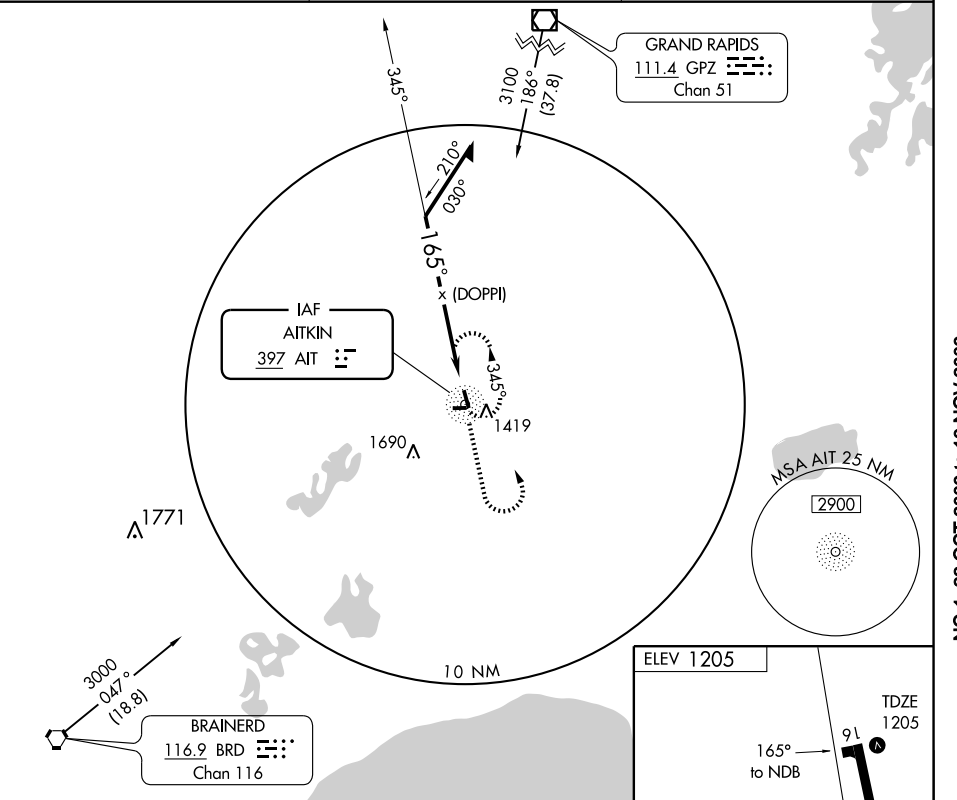 GRAND RAPIDS
111.4 GPZ
Chan 51
3100
186°
(37.8)
345°
210°
030°
165°
x (DOPPI)
IAF
AITKIN
397 AIT
345°
1419
1690
1771
MSA AIT 25 NM
2900
10 NM
3000
047°
(18.8)
BRAINERD
116.9 BRD
Chan 116
ELEV 1205
TDZE
1205
16
165°
to NDB